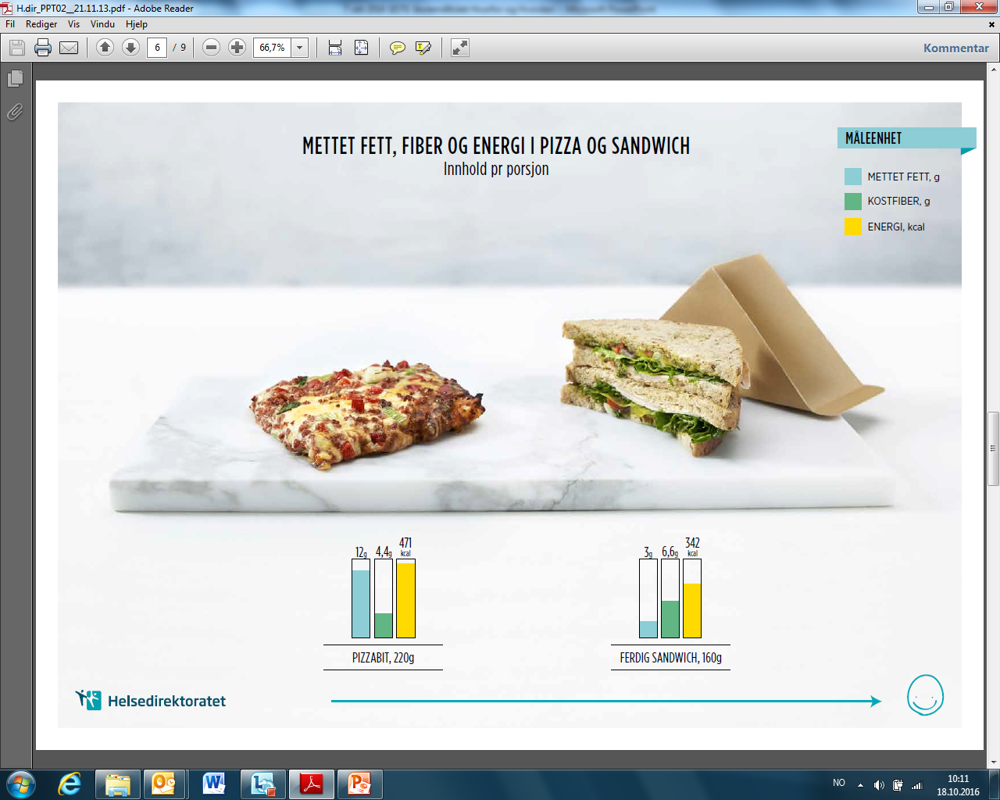 H.dir_PPT02__21.11.13.pdf - Adobe Reader
Fil Rediger Vis Vindu Hjelp
6 / 9 66,7% Kommentar
METTET FETT, FIBER OG ENERGI I PIZZA OG SANDWICH
Innhold pr porsjon
MÅLEENHET
METTET FETT, g
KOSTFIBER, g
ENERGI, kcal
12g 4,4g 471 kcal
3g 6,6g 342 kcal
PIZZABIT, 220g
FERDIG SANDWICH, 160g
Helsedirektoratet
NO
10:11
18.10.2016